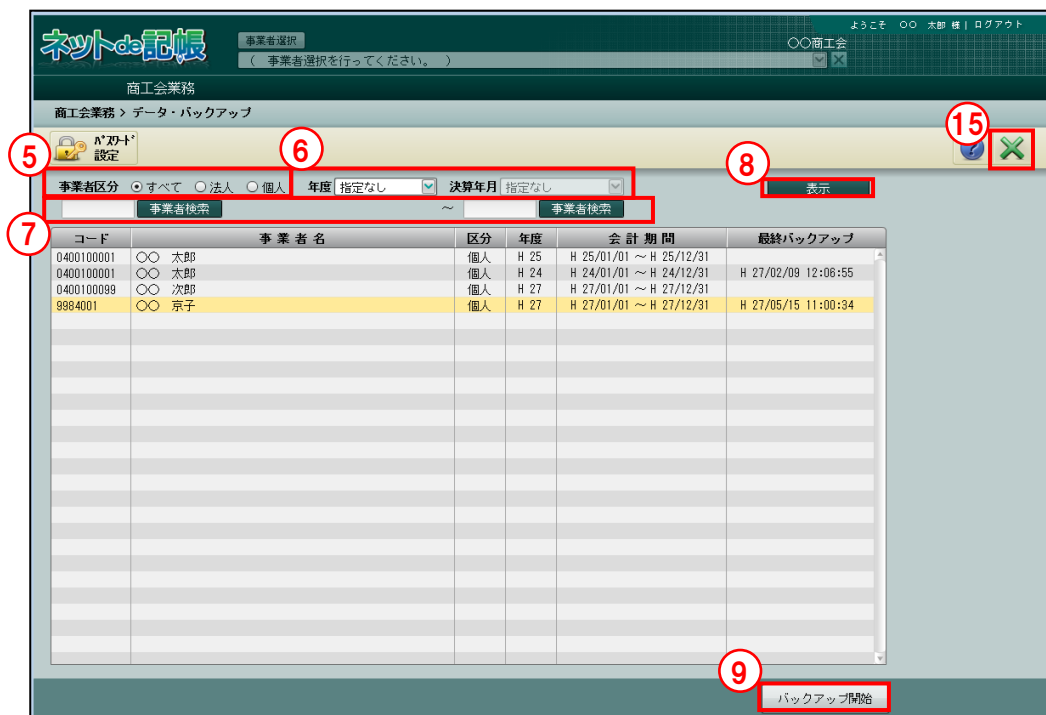 ようこそ 〇〇 太郎 様 | ログアウト
ネットde記帳
事業者選択
( 事業者選択を行ってください。 )
〇〇商工会
商工会業務
商工会業務 > データ・バックアップ
⑤
ﾊﾟｽﾜｰﾄﾞ
設定
⑥
⑮
?
⑧
事業者区分 すべて 法人 個人 年度 指定なし 決算年月 指定なし 表示
⑦
事業者検索 ～ 事業者検索
コード 事業者名 区分 年度 会計期間 最終バックアップ
0400100001 〇〇 太郎 個人 H 25 H 25/01/01 ～ H 25/12/31
0400100001 〇〇 太郎 個人 H 24 H 24/01/01 ～ H 24/12/31 H 27/02/09 12:06:55
0400100099 〇〇 次郎 個人 H 27 H 27/01/01 ～ H 27/12/31
9984001 〇〇 京子 個人 H 27 H 27/01/01 ～ H 27/12/31 H 27/05/15 11:00:34
⑨
バックアップ開始